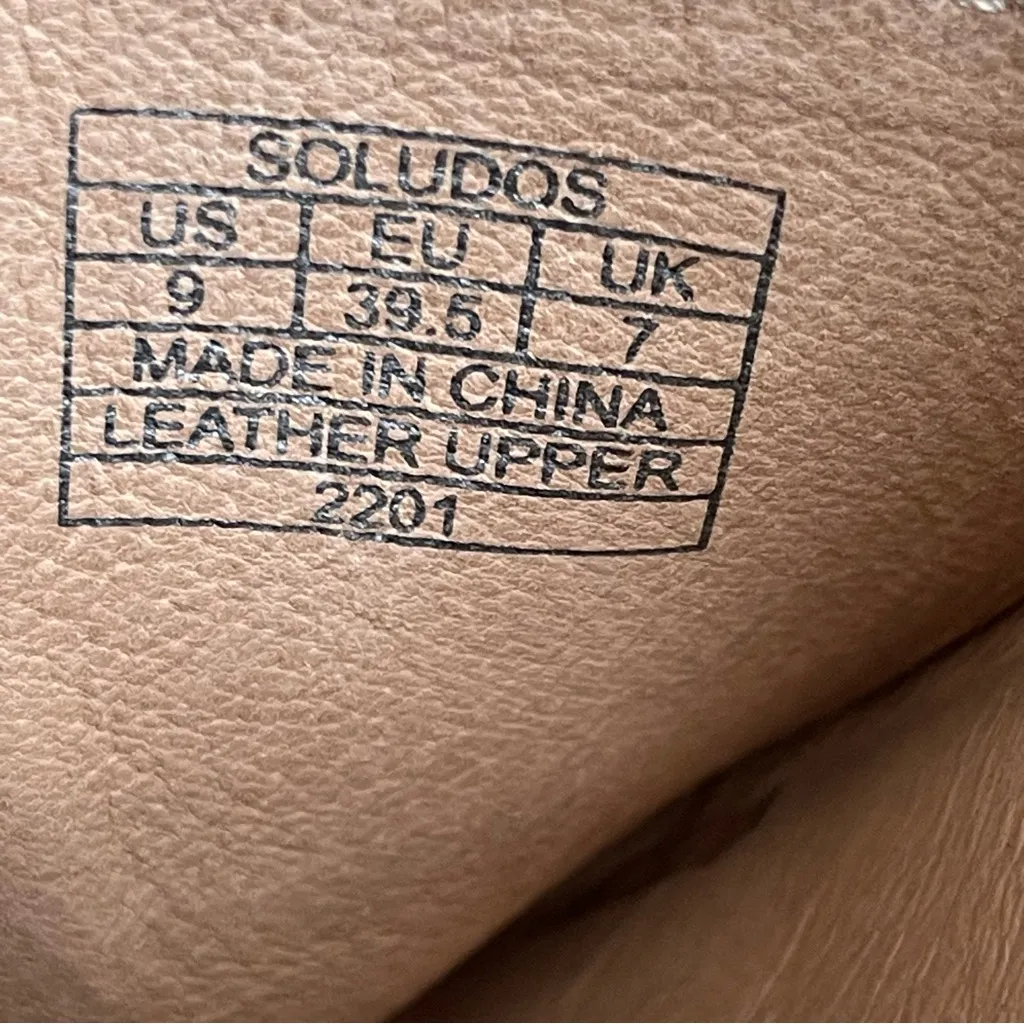 SOLUDOS
US EU UK
9 39.5 7
MADE IN CHINA
LEATHER UPPER
2201